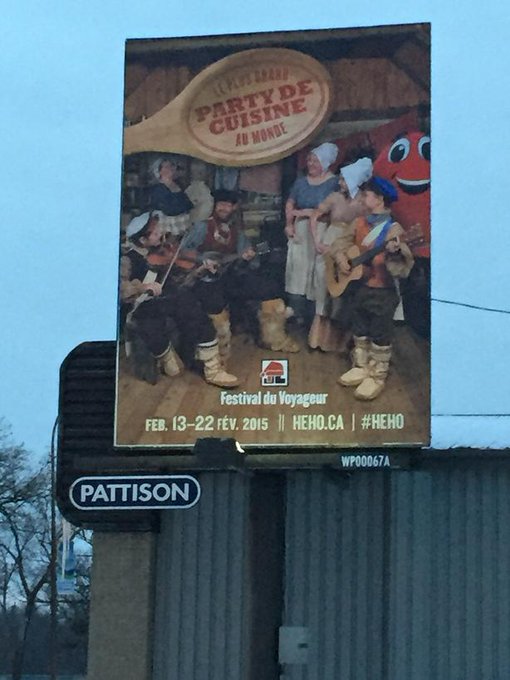 LE PLUS GRAND
PARTY DE
CUISINE
AU MONDE
Festival du Voyageur
FEB. 13-22 FÉV. 2015 || HEHO.CA | #HEHO
WP00067A
PATTISON